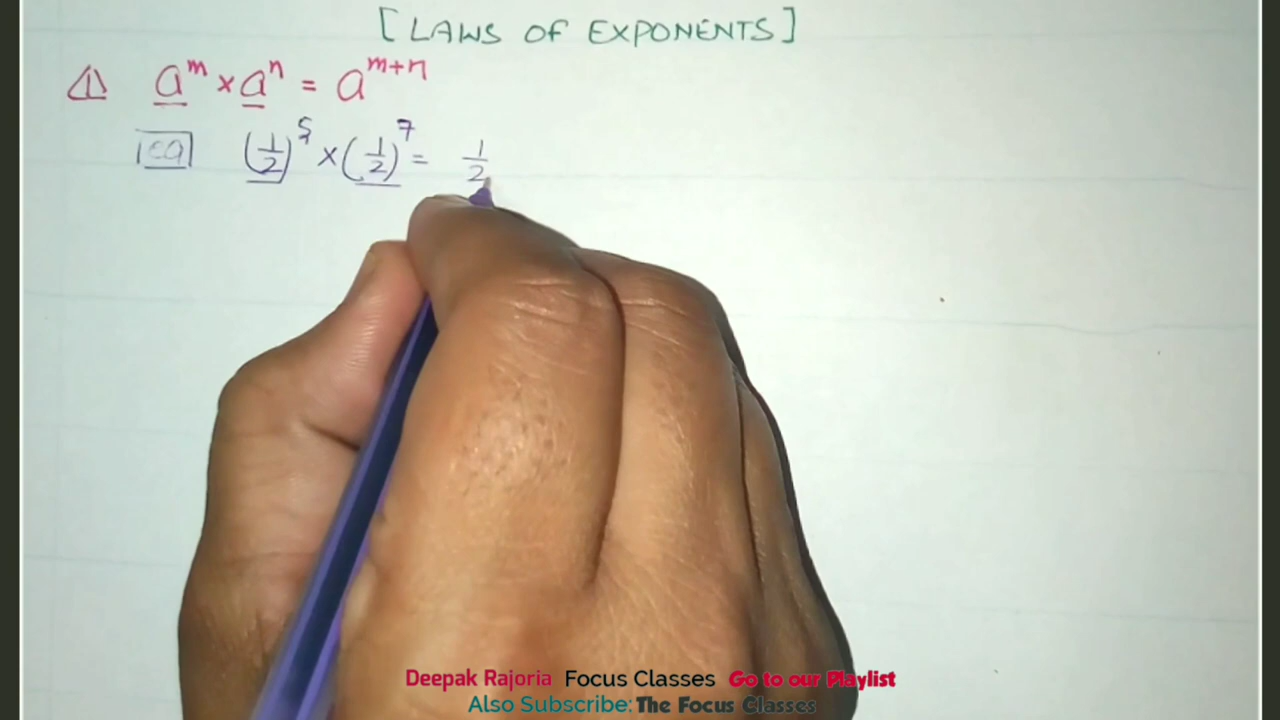 [LAWS OF EXPONENTS]
① a^m × a^n = a^{m+n}
eg (1/2)^5 × (1/2)^7 = 1/2
Deepak Rajoria Focus Classes Go to our Playlist
Also Subscribe: The Focus Classes